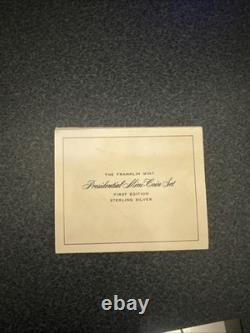 THE FRANKLIN MINT
Presidential Mini-Coin Set
FIRST EDITION
STERLING SILVER